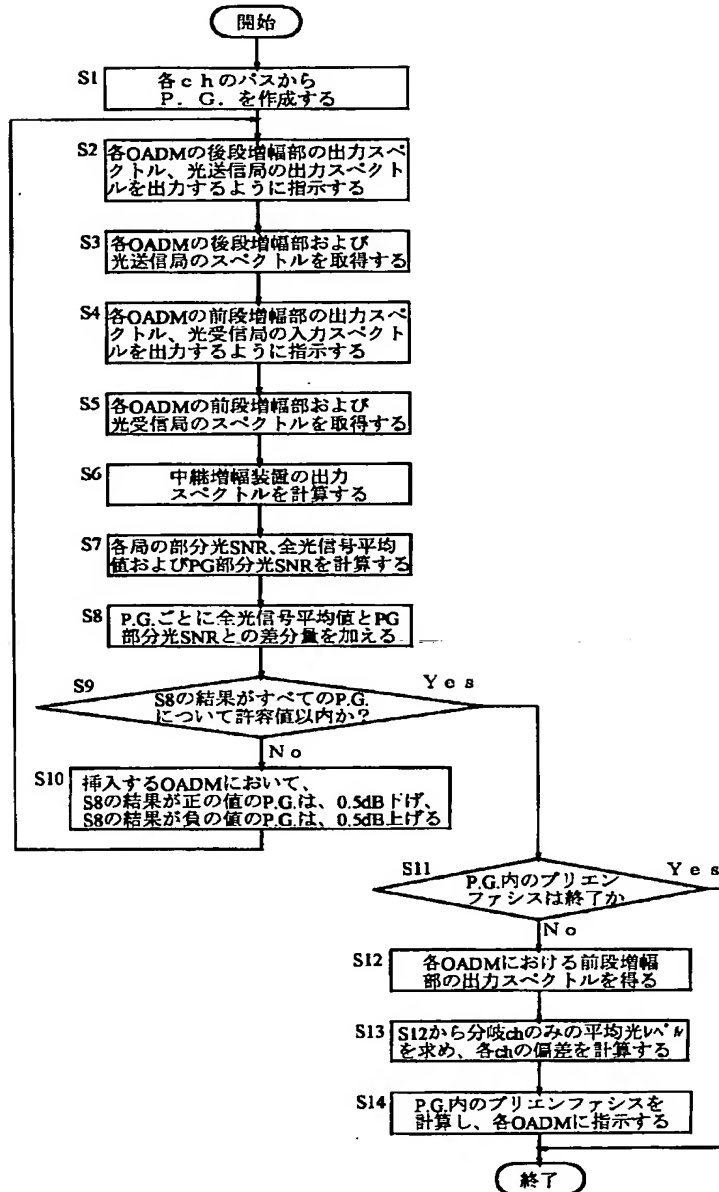 開始
S1
各ｃｈのパスから
Ｐ．Ｇ．を作成する
S2
各OADMの後段増幅部の出力スペ
クトル、光送信局の出力スペクト
ルを出力するように指示する
S3
各OADMの後段増幅部および
光送信局のスペクトルを取得する
S4
各OADMの前段増幅部の出力ス
ペクトル、光受信局の入力スペクト
ルを出力するように指示する
S5
各OADMの前段増幅部および
光受信局のスペクトルを取得する
S6
中継増幅装置の出力
スペクトルを計算する
S7
各局の部分光SNR、全光信号平均
値およびPG部分光SNRを計算する
S8
P.G.ごとに全光信号平均値とPG
部分光SNRとの差分量を加える
S9
S8の結果がすべてのP.G.
について許容値以内か？
Ｙｅｓ
Ｎｏ
S10
挿入するOADMにおいて、
S8の結果が正の値のP.G.は、0.5dB下げ、
S8の結果が負の値のP.G.は、0.5dB上げる
S11
P.G.内のプリエン
ファシスは終了か
Ｙｅｓ
Ｎｏ
S12
各OADMにおける前段増幅
部の出力スペクトルを得る
S13
S12から分岐chのみの平均光ﾚﾍﾞﾙ
を求め、各chの偏差を計算する
S14
P.G.内のプリエンファシスを
計算し、各OADMに指示する
終了